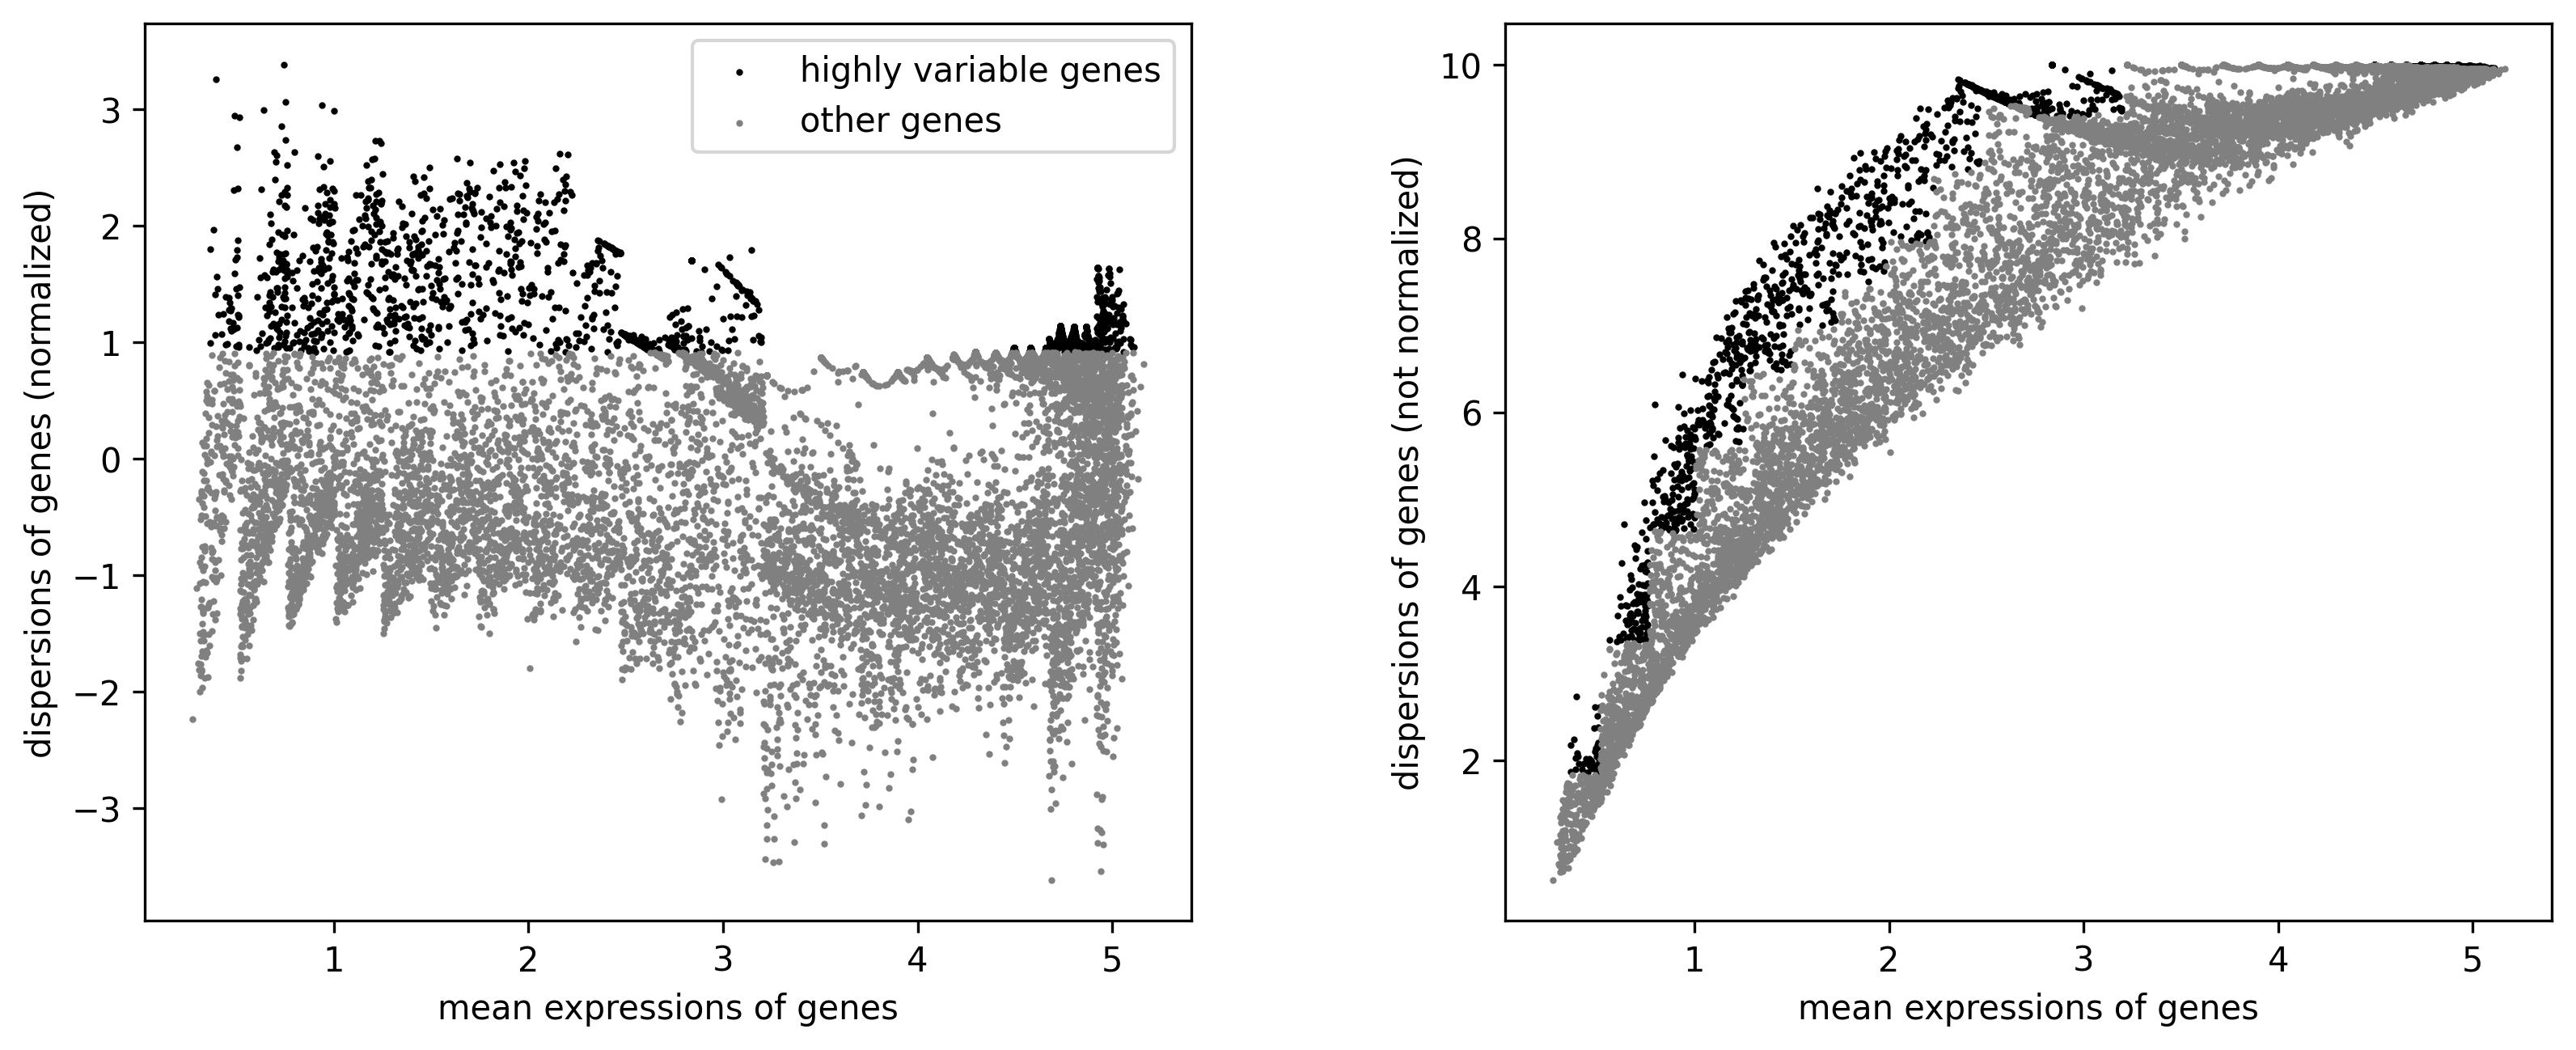 highly variable genes
other genes
dispersions of genes (normalized)
3
2
1
0
−1
−2
−3
1 2 3 4 5
mean expressions of genes
dispersions of genes (not normalized)
10
8
6
4
2
1 2 3 4 5
mean expressions of genes